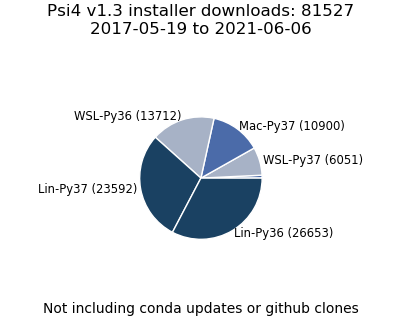 Psi4 v1.3 installer downloads: 81527
2017-05-19 to 2021-06-06
WSL-Py36 (13712)
Mac-Py37 (10900)
WSL-Py37 (6051)
Lin-Py37 (23592)
Lin-Py36 (26653)
Not including conda updates or github clones